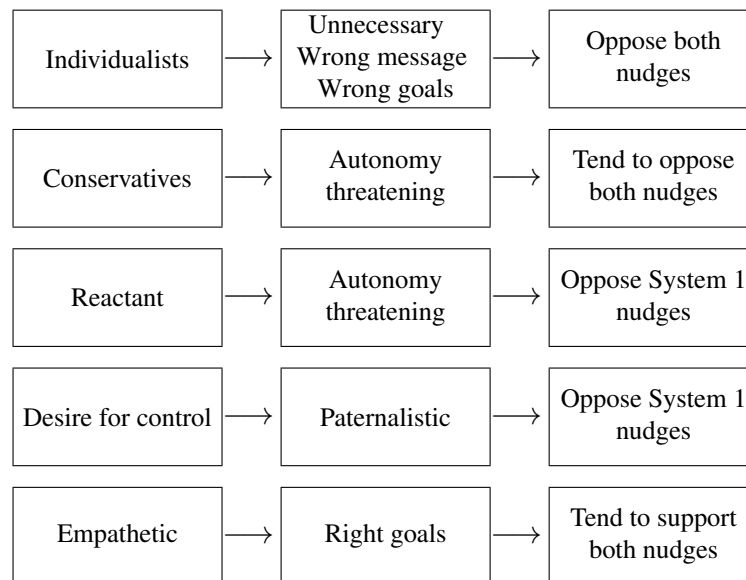 Individualists
Unnecessary
Wrong message
Wrong goals
Oppose both
nudges
Conservatives
Autonomy
threatening
Tend to oppose
both nudges
Reactant
Autonomy
threatening
Oppose System 1
nudges
Desire for control
Paternalistic
Oppose System 1
nudges
Empathetic
Right goals
Tend to support
both nudges